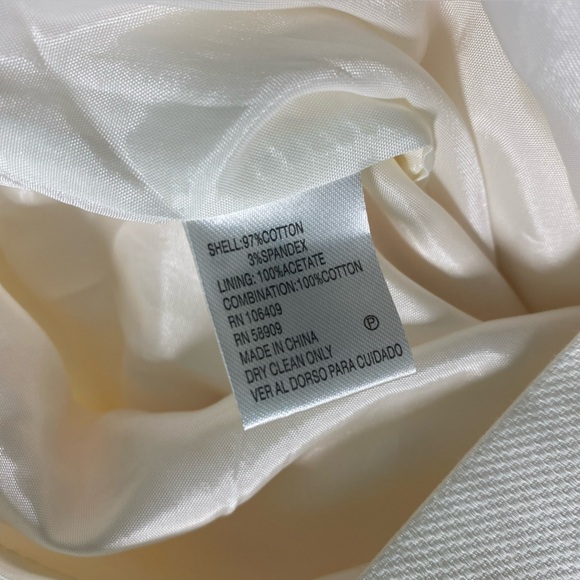 SHELL:97%COTTON
3%SPANDEX
LINING: 100%ACETATE
COMBINATION:100%COTTON
RN 106409
RN 58909
MADE IN CHINA
DRY CLEAN ONLY
P
VER AL DORSO PARA CUIDADO